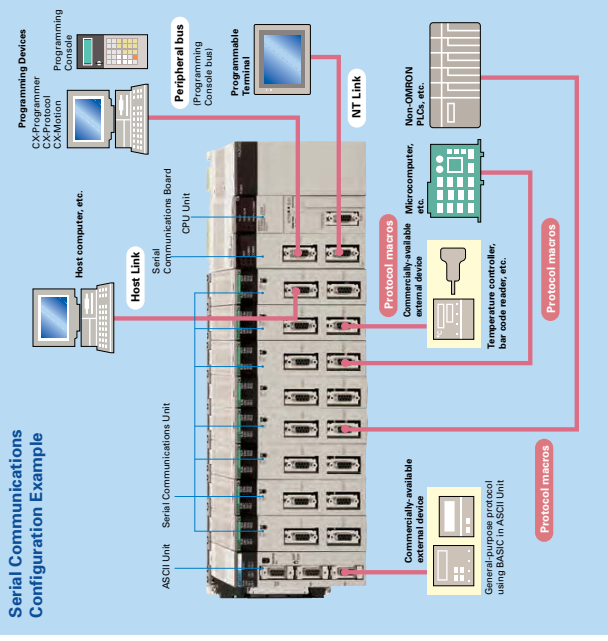 Serial Communications
Configuration Example
ASCII Unit
Serial Communications Unit
Host computer, etc.
Host Link
Serial
Communications Board
CPU Unit
Programming Devices
CX-Programmer
CX-Protocol
CX-Motion
Programming
Console
Peripheral bus
(Programming
Console bus)
Programmable
Terminal
NT Link
Commercially-available
external device
General-purpose protocol
using BASIC in ASCII Unit
Protocol macros
Protocol macros
Commercially-available
external device
Temperature controller,
bar code reader, etc.
Protocol macros
Microcomputer,
etc.
Non-OMRON
PLCs, etc.
°C